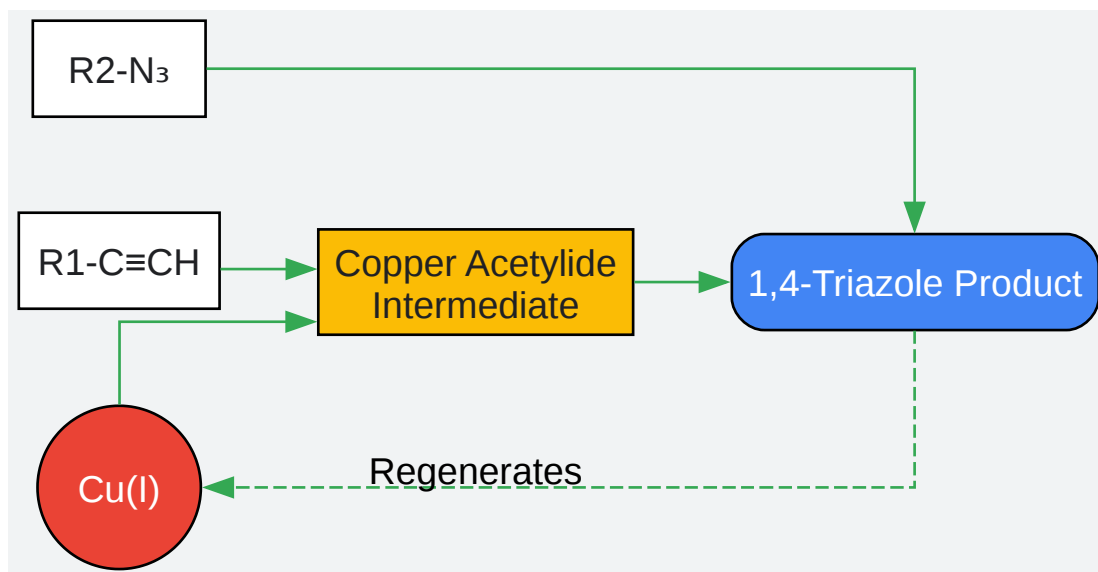 R2-N₃
R1-C≡CH
Copper Acetylide
Intermediate
1,4-Triazole Product
Regenerates
Cu(I)